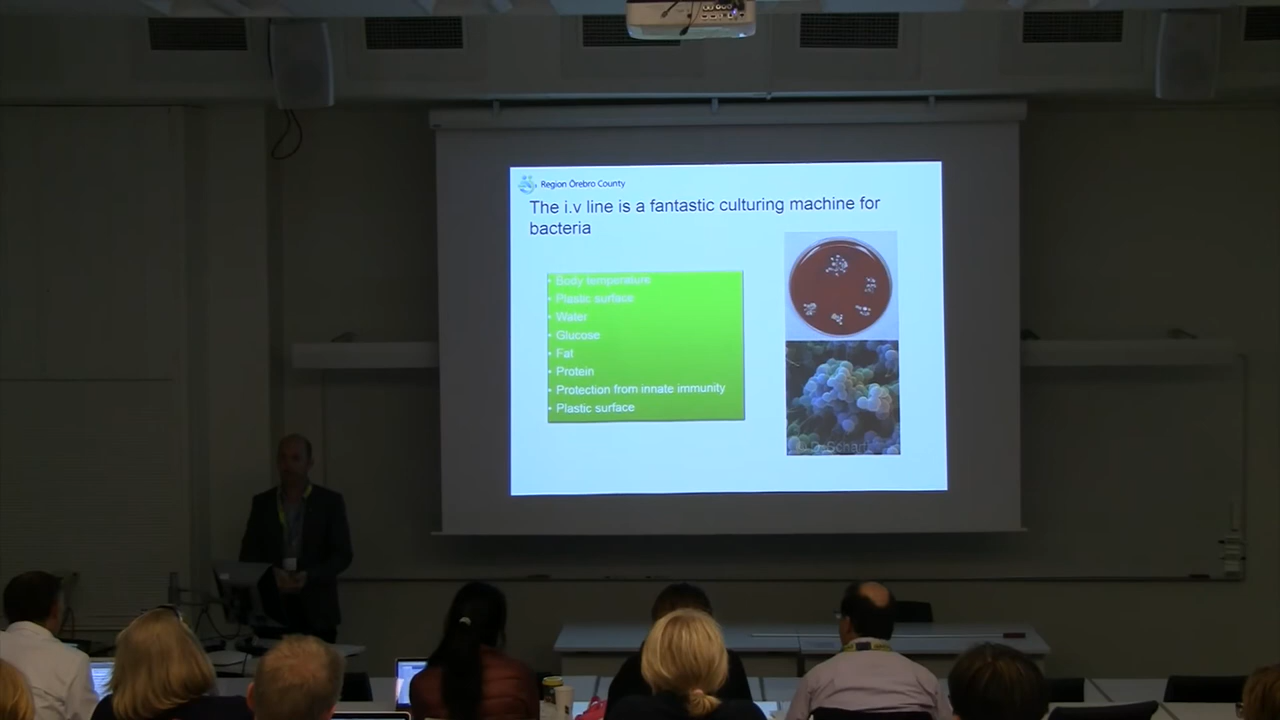 Region Örebro County
The i.v line is a fantastic culturing machine for
bacteria
• Body temperature
• Plastic surface
• Water
• Glucose
• Fat
• Protein
• Protection from innate immunity
• Plastic surface